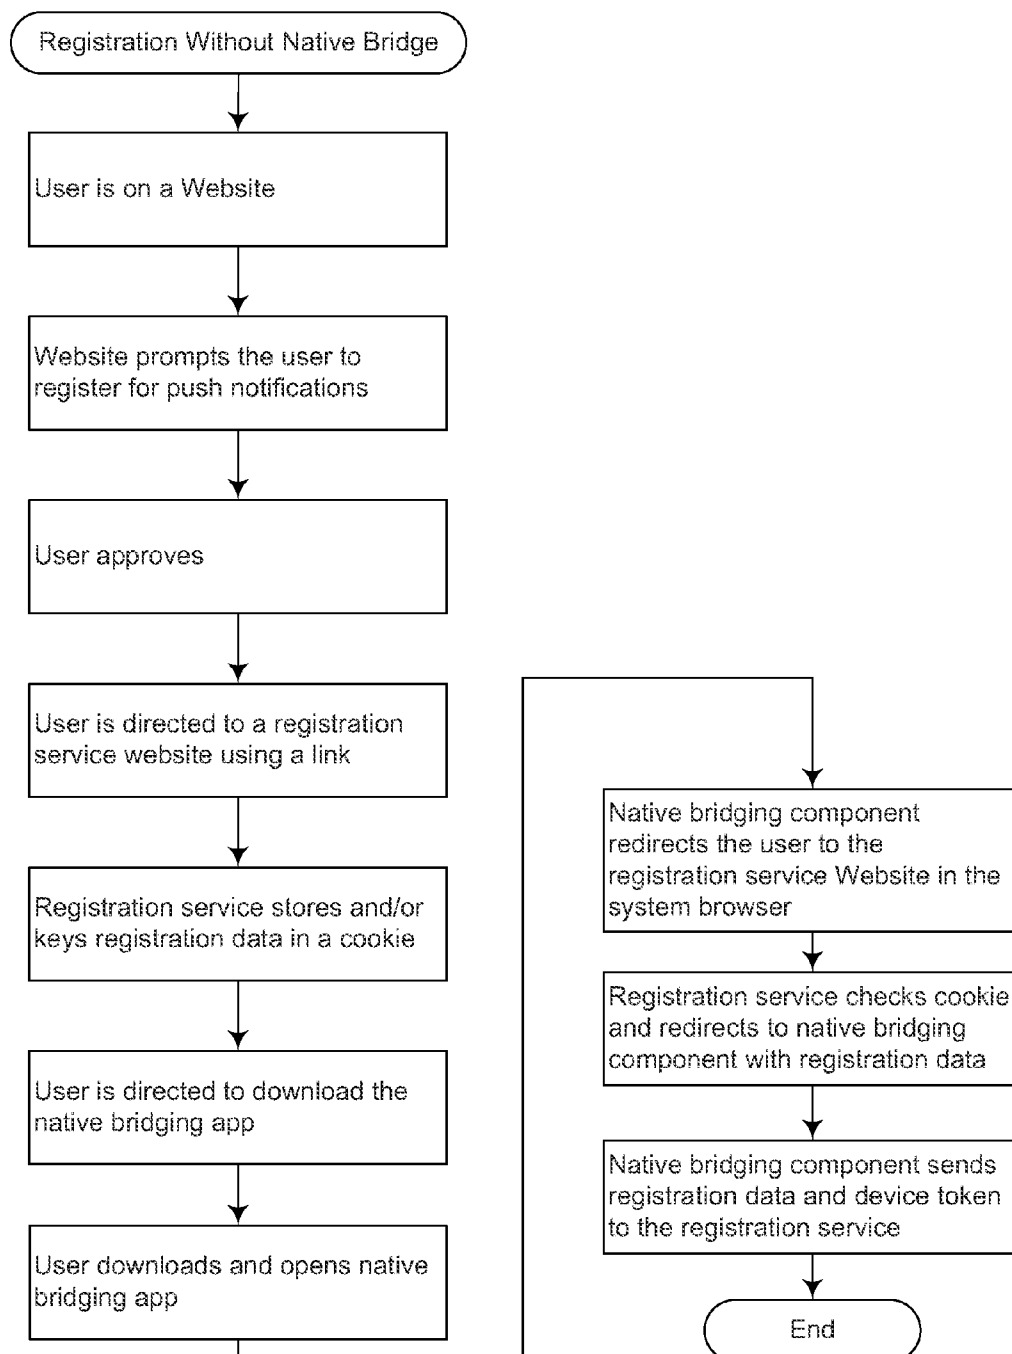 Registration Without Native Bridge
User is on a Website
Website prompts the user to
register for push notifications
User approves
User is directed to a registration
service website using a link
Registration service stores and/or
keys registration data in a cookie
User is directed to download the
native bridging app
User downloads and opens native
bridging app
Native bridging component
redirects the user to the
registration service Website in the
system browser
Registration service checks cookie
and redirects to native bridging
component with registration data
Native bridging component sends
registration data and device token
to the registration service
End